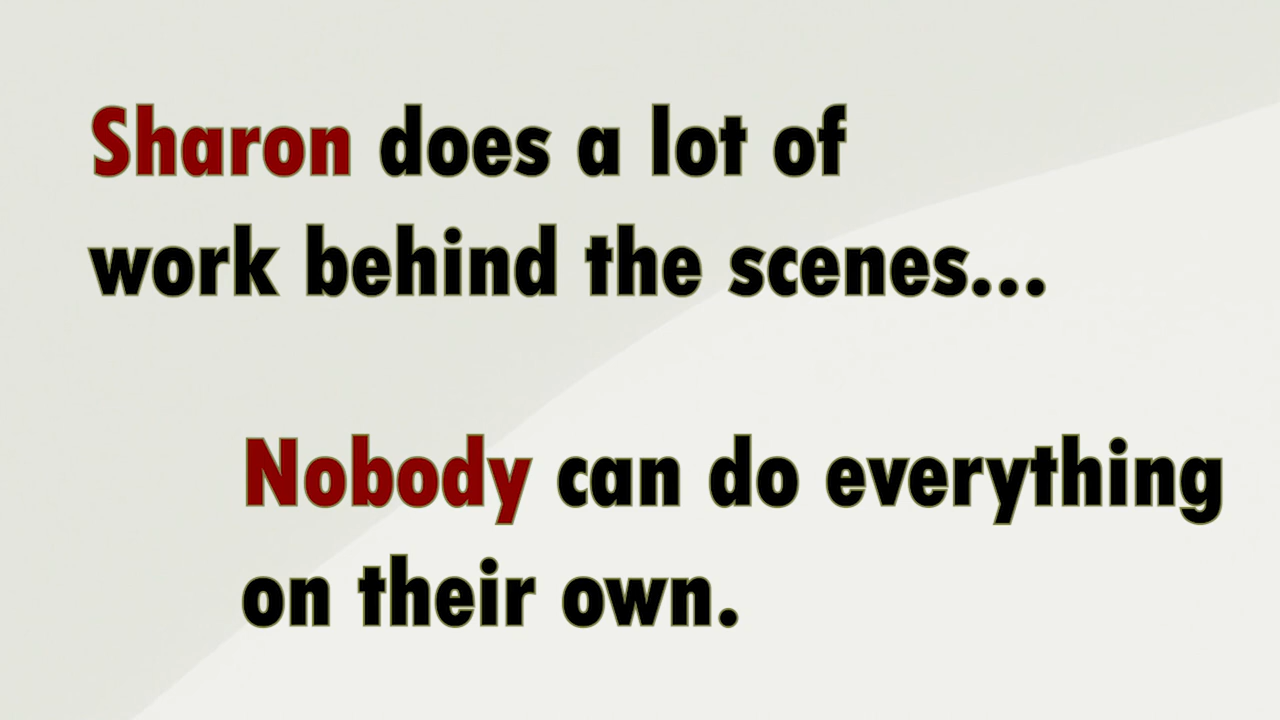 Sharon does a lot of
work behind the scenes...
Nobody can do everything
on their own.